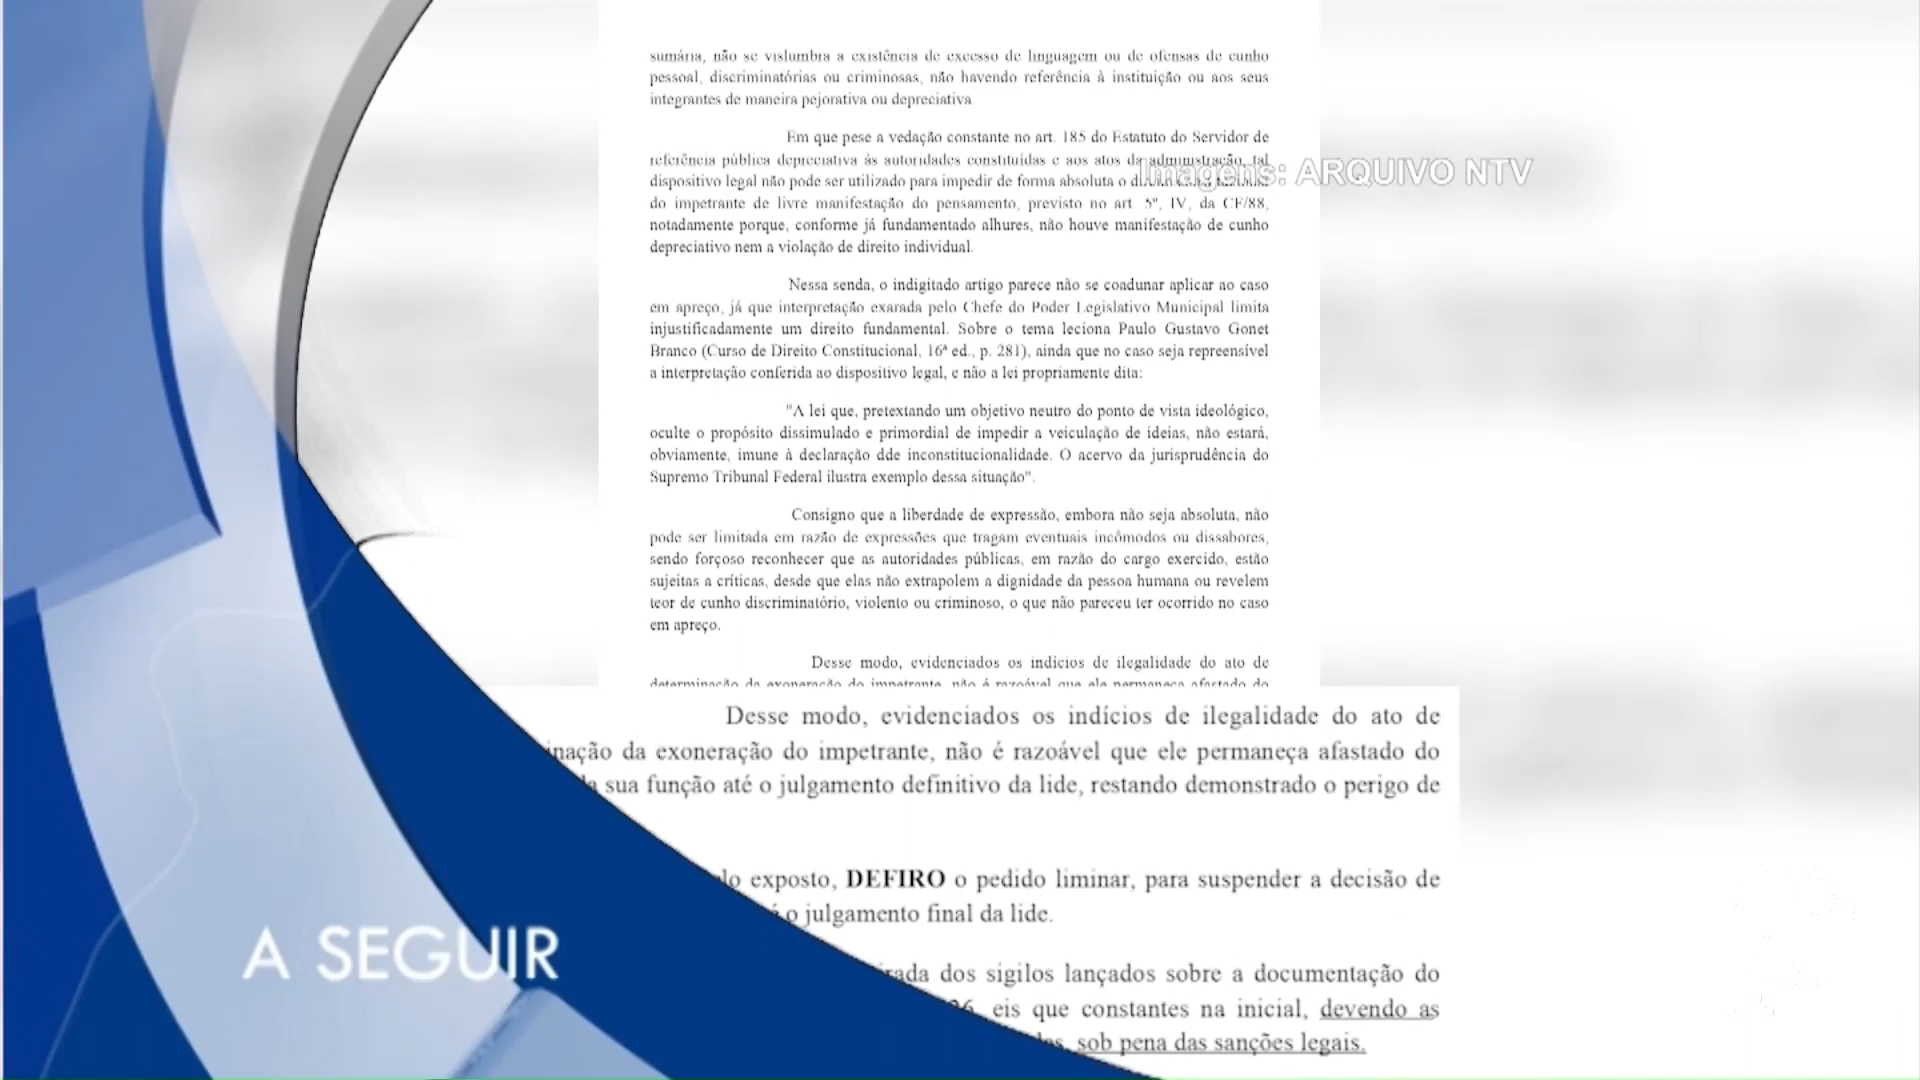 sumária, não se vislumbra a existência de excesso de linguagem ou de ofensas de cunho
pessoal, discriminatórias ou criminosas, não havendo referência à instituição ou aos seus
integrantes de maneira pejorativa ou depreciativa
Em que pese a vedação constante no art. 185 do Estatuto do Servidor de
referência pública depreciativa às autoridades constituídas e aos atos da administração, tal
Imagens: ARQUIVO NTV
dispositivo legal não pode ser utilizado para impedir de forma absoluta o
do impetrante de livre manifestação do pensamento, previsto no art 5º, IV, da CF/88,
notadamente porque, conforme já fundamentado alhures, não houve manifestação de cunho
depreciativo nem a violação de direito individual.
Nessa senda, o indigitado artigo parece não se coadunar aplicar ao caso
em apreço, já que interpretação exarada pelo Chefe do Poder Legislativo Municipal limita
injustificadamente um direito fundamental. Sobre o tema leciona Paulo Gustavo Gonet
Branco (Curso de Direito Constitucional, 16ª ed., p. 281), ainda que no caso seja repreensível
a interpretação conferida ao dispositivo legal, e não a lei propriamente dita:
"A lei que, pretextando um objetivo neutro do ponto de vista ideológico,
oculte o propósito dissimulado e primordial de impedir a veiculação de ideias, não estará,
obviamente, imune à declaração dde inconstitucionalidade. O acervo da jurisprudência do
Supremo Tribunal Federal ilustra exemplo dessa situação".
Consigno que a liberdade de expressão, embora não seja absoluta, não
pode ser limitada em razão de expressões que tragam eventuais incômodos ou dissabores,
sendo forçoso reconhecer que as autoridades públicas, em razão do cargo exercido, estão
sujeitas a críticas, desde que elas não extrapolem a dignidade da pessoa humana ou revelem
teor de cunho discriminatório, violento ou criminoso, o que não pareceu ter ocorrido no caso
em apreço.
Desse modo, evidenciados os indícios de ilegalidade do ato de
determinação da exoneração do impetrante, não é razoável que ele permaneça afastado do
Desse modo, evidenciados os indícios de ilegalidade do ato de
inação da exoneração do impetrante, não é razoável que ele permaneça afastado do
sua função até o julgamento definitivo da lide, restando demonstrado o perigo de
lo exposto, DEFIRO o pedido liminar, para suspender a decisão de
o julgamento final da lide.
irada dos sigilos lançados sobre a documentação do
eis que constantes na inicial, devendo as
sob pena das sanções legais.
A SEGUIR